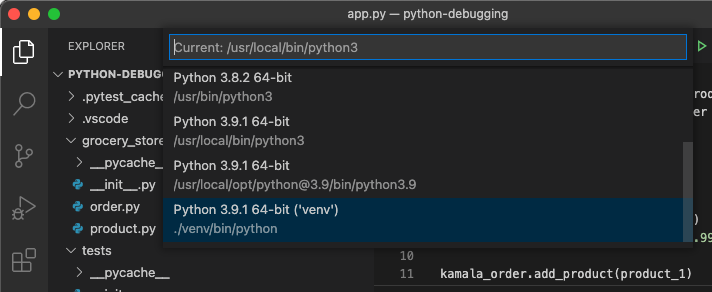 app.py — python-debugging
EXPLORER
Current: /usr/local/bin/python3
PYTHON-DEBUGG
Python 3.8.2 64-bit
/usr/bin/python3
.pytest_cache
.vscode
Python 3.9.1 64-bit
/usr/local/bin/python3
grocery_store
__pycache__
Python 3.9.1 64-bit
/usr/local/opt/python@3.9/bin/python3.9
__init__.py
order.py
Python 3.9.1 64-bit ('venv')
./venv/bin/python
product.py
tests
__pycache__
)
.99
10
11 kamala_order.add_product(product_1)